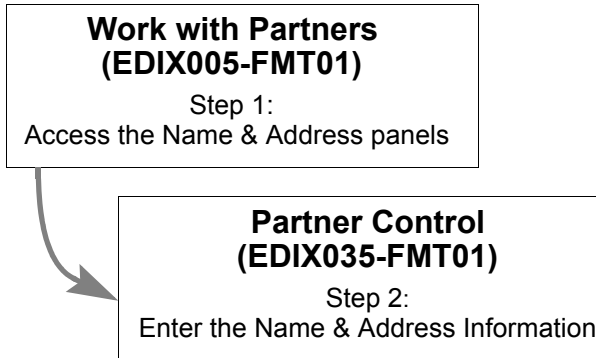 Work with Partners
(EDIX005-FMT01)
Step 1:
Access the Name & Address panels
Partner Control
(EDIX035-FMT01)
Step 2:
Enter the Name & Address Information